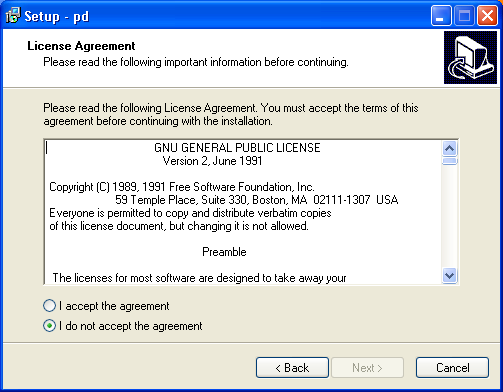 Setup - pd
License Agreement
Please read the following important information before continuing.
Please read the following License Agreement. You must accept the terms of this
agreement before continuing with the installation.
GNU GENERAL PUBLIC LICENSE
Version 2, June 1991
Copyright (C) 1989, 1991 Free Software Foundation, Inc.
59 Temple Place, Suite 330, Boston, MA  02111-1307  USA
Everyone is permitted to copy and distribute verbatim copies
of this license document, but changing it is not allowed.
Preamble
The licenses for most software are designed to take away your
I accept the agreement
I do not accept the agreement
< Back
Next >
Cancel